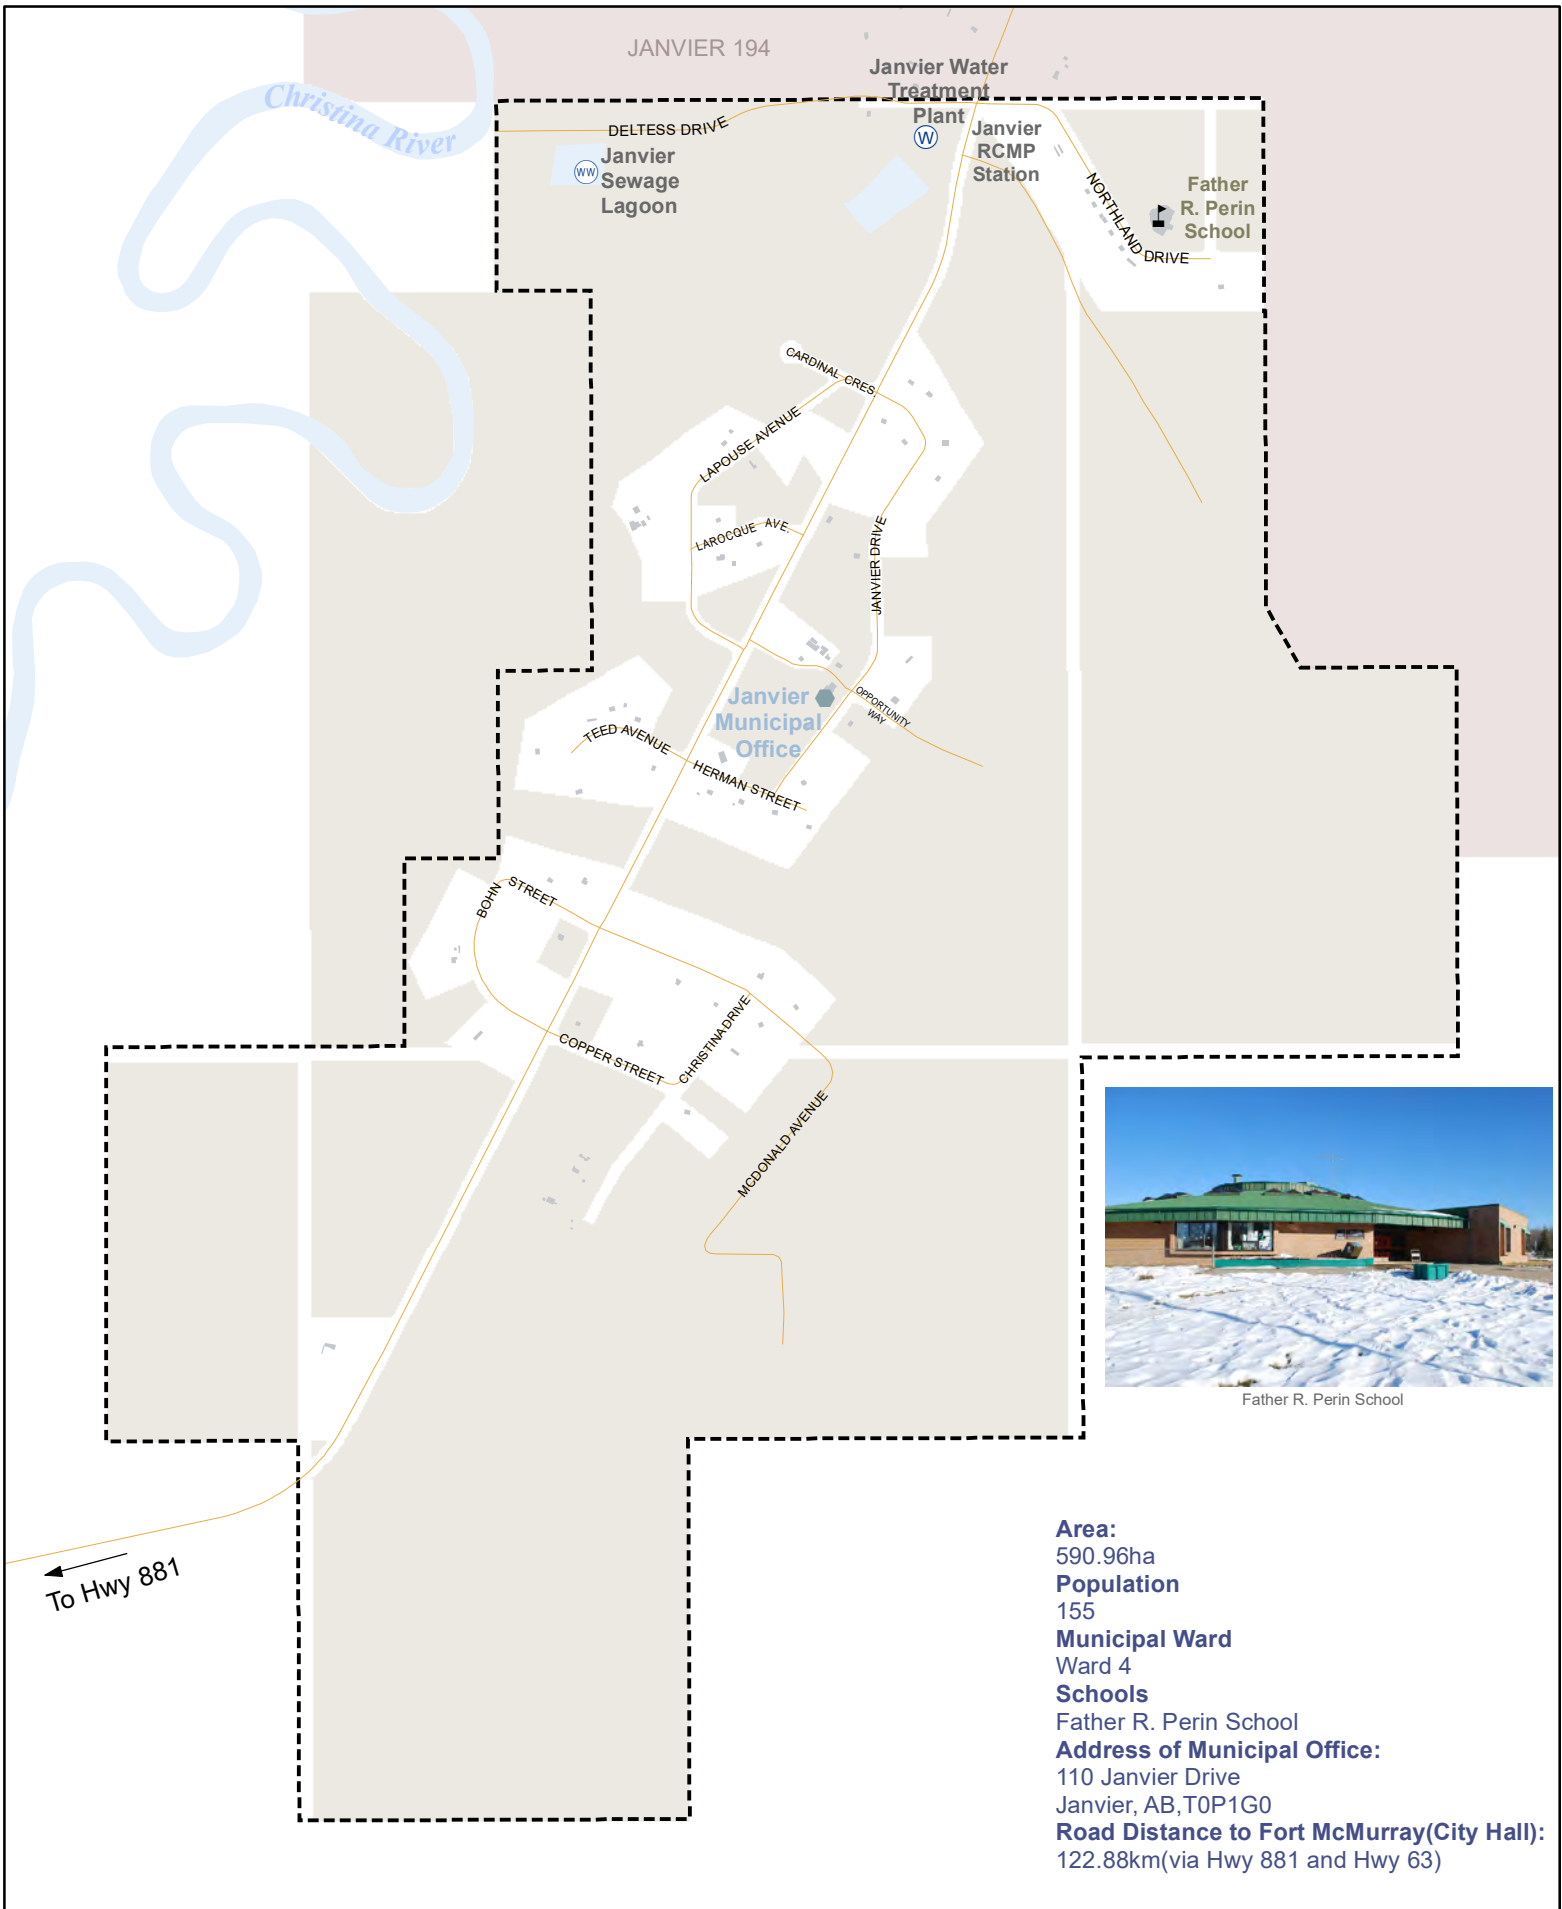 JANVIER 194
Christina River
Janvier Water
Treatment
Plant
W
DELTESS DRIVE
WW
Janvier
Sewage
Lagoon
Janvier
RCMP
Station
NORTHLAND DRIVE
Father
R. Perin
School
CARDINAL CRES.
LAPOUSE AVENUE
LAROCQUE AVE.
JANVIER DRIVE
Janvier
Municipal
Office
OPPORTUNITY
WAY
TEED AVENUE
HERMAN STREET
BOHN STREET
COPPER STREET
CHRISTINA DRIVE
MCDONALD AVENUE
Father R. Perin School
To Hwy 881
Area:
590.96ha
Population
155
Municipal Ward
Ward 4
Schools
Father R. Perin School
Address of Municipal Office:
110 Janvier Drive
Janvier, AB,T0P1G0
Road Distance to Fort McMurray(City Hall):
122.88km(via Hwy 881 and Hwy 63)